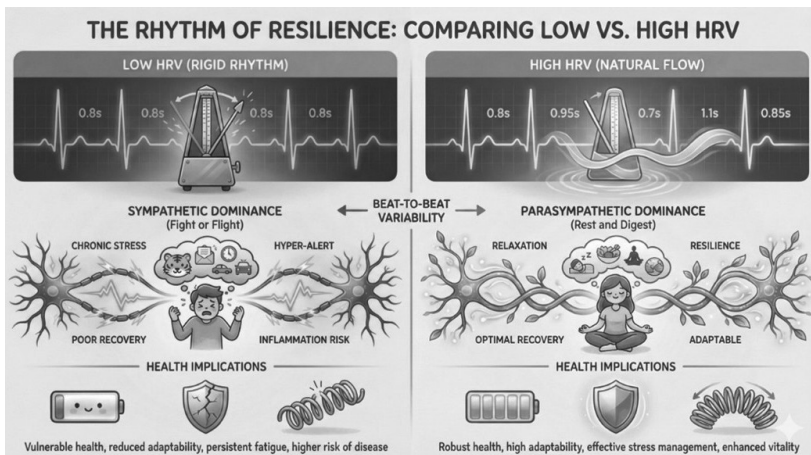 THE RHYTHM OF RESILIENCE: COMPARING LOW VS. HIGH HRV
LOW HRV (RIGID RHYTHM)
0.8s 0.8s 0.8s 0.8s
SYMPATHETIC DOMINANCE
(Fight or Flight)
CHRONIC STRESS
HYPER-ALERT
POOR RECOVERY
INFLAMMATION RISK
HEALTH IMPLICATIONS
Vulnerable health, reduced adaptability, persistent fatigue, higher risk of disease
BEAT-TO-BEAT
VARIABILITY
HIGH HRV (NATURAL FLOW)
0.8s 0.95s 0.7s 1.1s 0.85s
PARASYMPATHETIC DOMINANCE
(Rest and Digest)
RELAXATION
RESILIENCE
OPTIMAL RECOVERY
ADAPTABLE
HEALTH IMPLICATIONS
Robust health, high adaptability, effective stress management, enhanced vitality